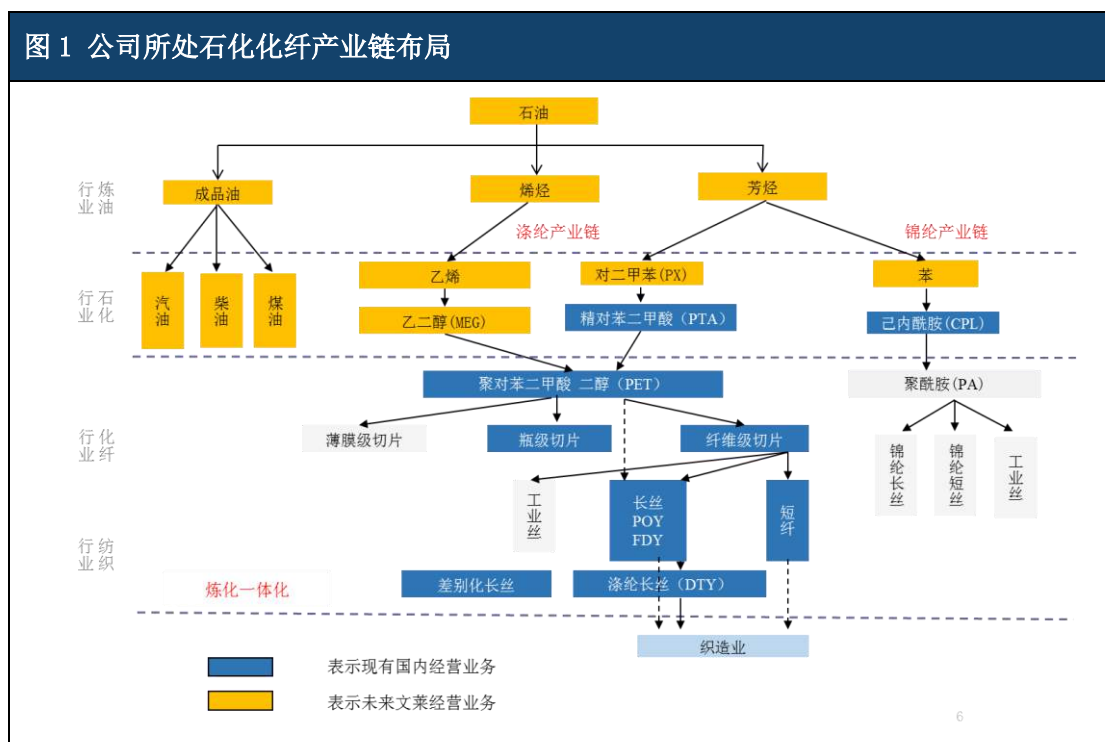 图 1 公司所处石化化纤产业链布局
石油
炼油行业
成品油
烯烃
芳烃
涤纶产业链
锦纶产业链
石化行业
汽油
柴油
煤油
乙烯
对二甲苯(PX)
苯
乙二醇(MEG)
精对苯二甲酸（PTA）
己内酰胺(CPL)
聚对苯二甲酸 二醇（PET）
聚酰胺(PA)
化纤行业
薄膜级切片
瓶级切片
纤维级切片
锦纶长丝
锦纶短丝
工业丝
工业丝
长丝
POY
FDY
短纤
纺织行业
炼化一体化
差别化长丝
涤纶长丝（DTY）
织造业
表示现有国内经营业务
表示未来文莱经营业务
6